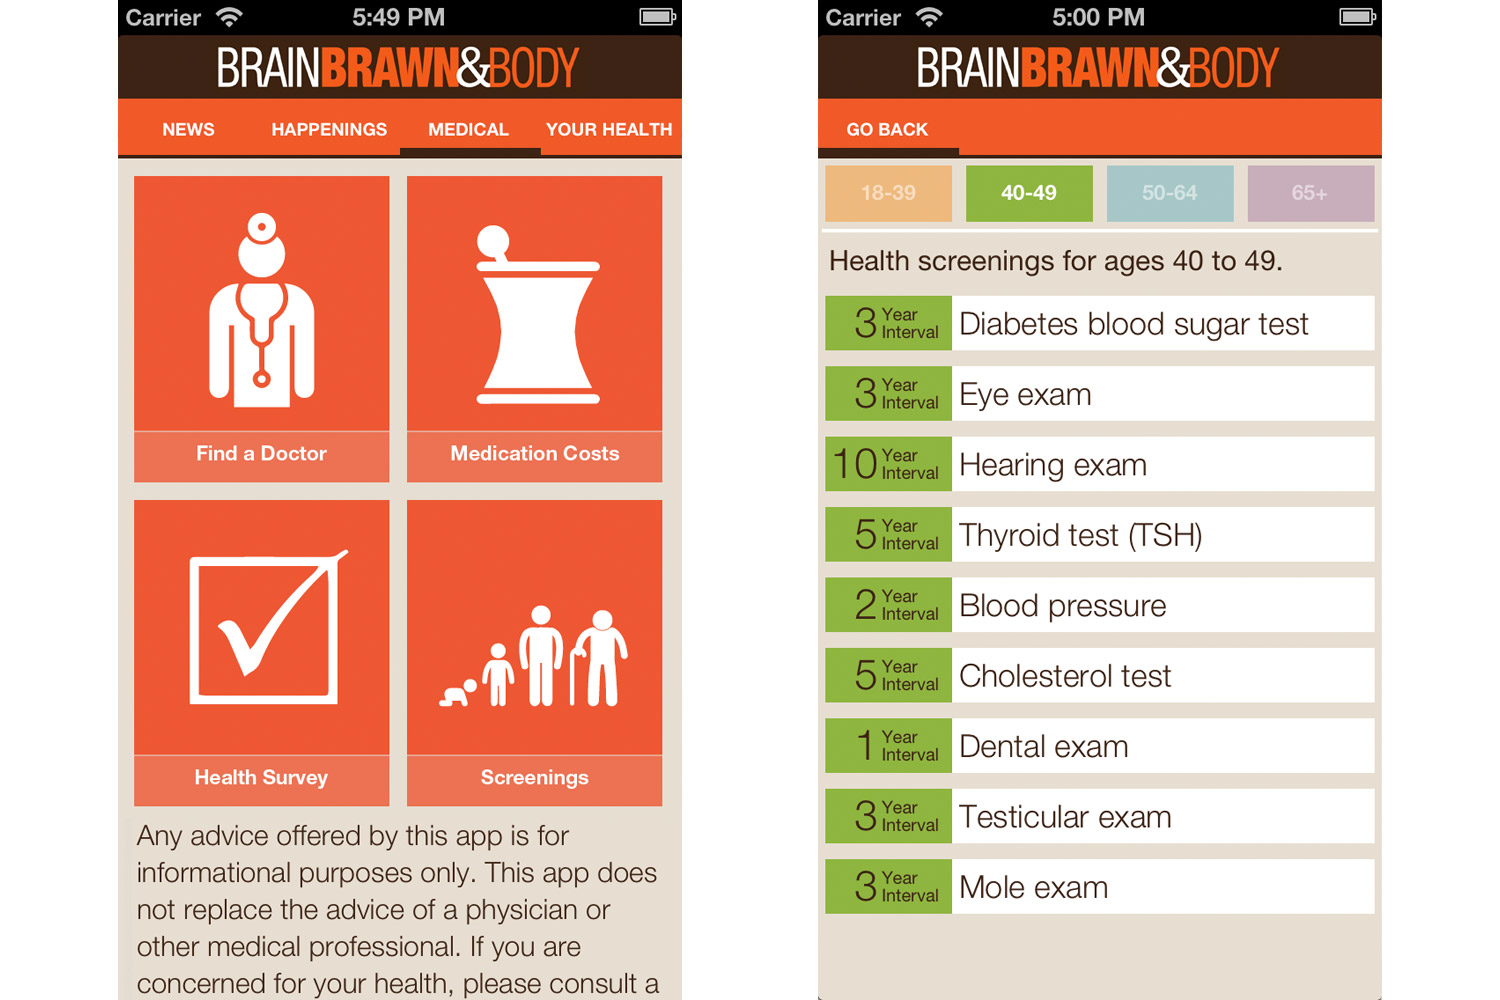 Carrier 5:49 PM
BRAINBRAWN&BODY
NEWS HAPPENINGS MEDICAL YOUR HEALTH
Find a Doctor
Medication Costs
Health Survey
Screenings
Any advice offered by this app is for
informational purposes only. This app does
not replace the advice of a physician or
other medical professional. If you are
concerned for your health, please consult a
Carrier 5:00 PM
BRAINBRAWN&BODY
GO BACK
18-39 40-49 50-64 65+
Health screenings for ages 40 to 49.
3 Year Interval Diabetes blood sugar test
3 Year Interval Eye exam
10 Year Interval Hearing exam
5 Year Interval Thyroid test (TSH)
2 Year Interval Blood pressure
5 Year Interval Cholesterol test
1 Year Interval Dental exam
3 Year Interval Testicular exam
3 Year Interval Mole exam